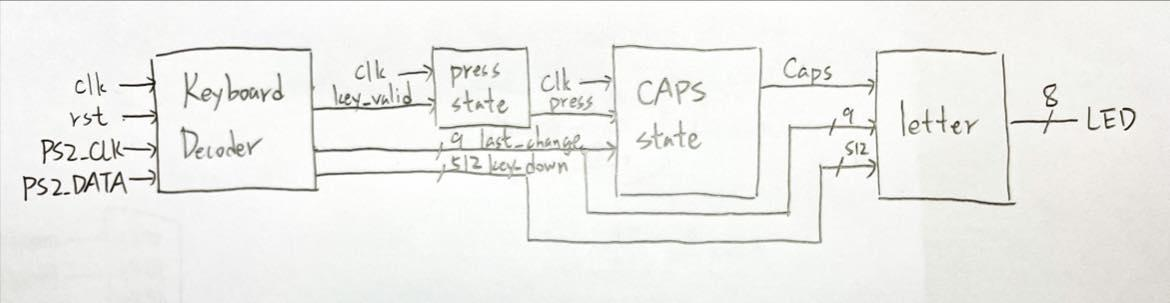 clk
rst
PS2_CLK
PS2_DATA
Keyboard
Decoder
clk
key_valid
press
state
clk
press
9 last_change
512 key_down
CAPS
state
Caps
9
512
letter
8
LED